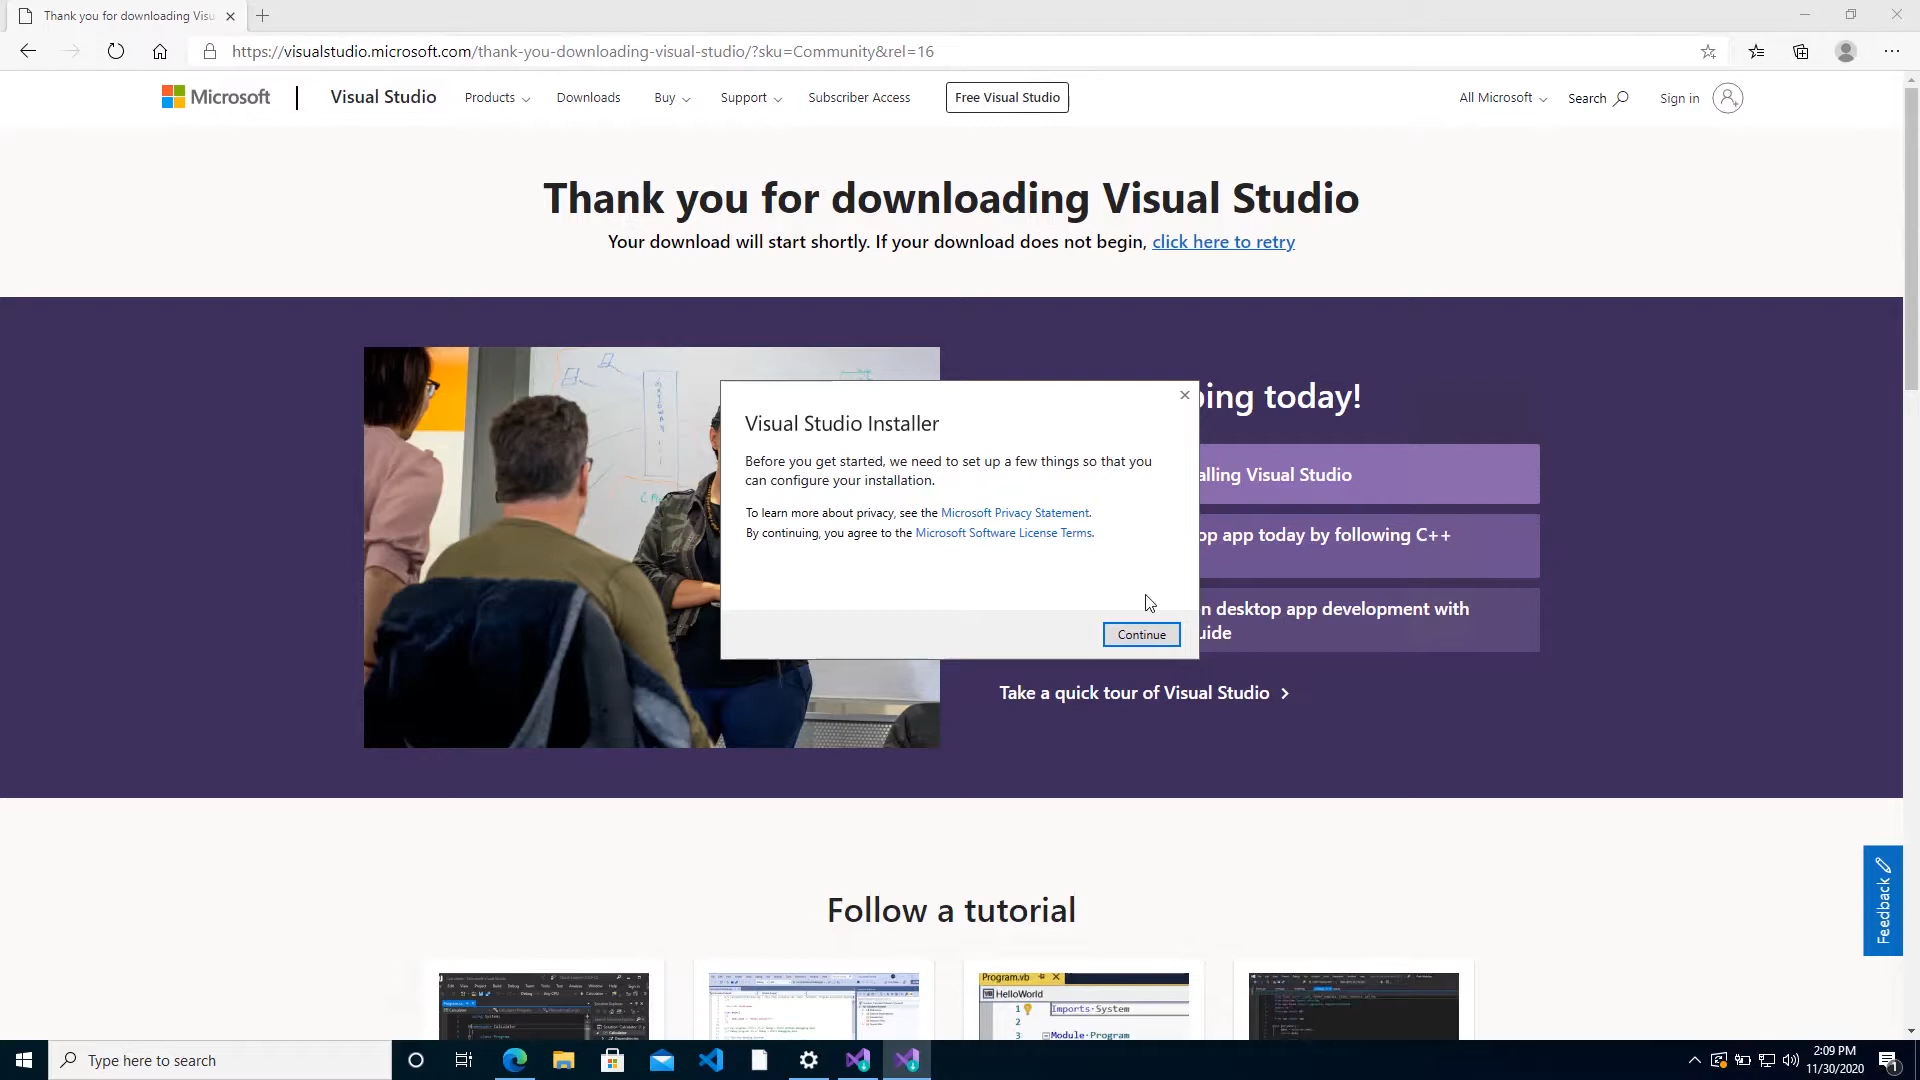 Thank you for downloading Visu
https://visualstudio.microsoft.com/thank-you-downloading-visual-studio/?sku=Community&rel=16
Microsoft
Visual Studio
Products
Downloads
Buy
Support
Subscriber Access
Free Visual Studio
All Microsoft
Search
Sign in
Thank you for downloading Visual Studio
Your download will start shortly. If your download does not begin, click here to retry
ping today!
alling Visual Studio
op app today by following C++
n desktop app development with
uide
Take a quick tour of Visual Studio
Visual Studio Installer
Before you get started, we need to set up a few things so that you
can configure your installation.
To learn more about privacy, see the Microsoft Privacy Statement.
By continuing, you agree to the Microsoft Software License Terms.
Continue
Feedback
Follow a tutorial
Program.vb
HelloWorld
1 Imports System
2
3 Module Program
Type here to search
2:09 PM
11/30/2020
1